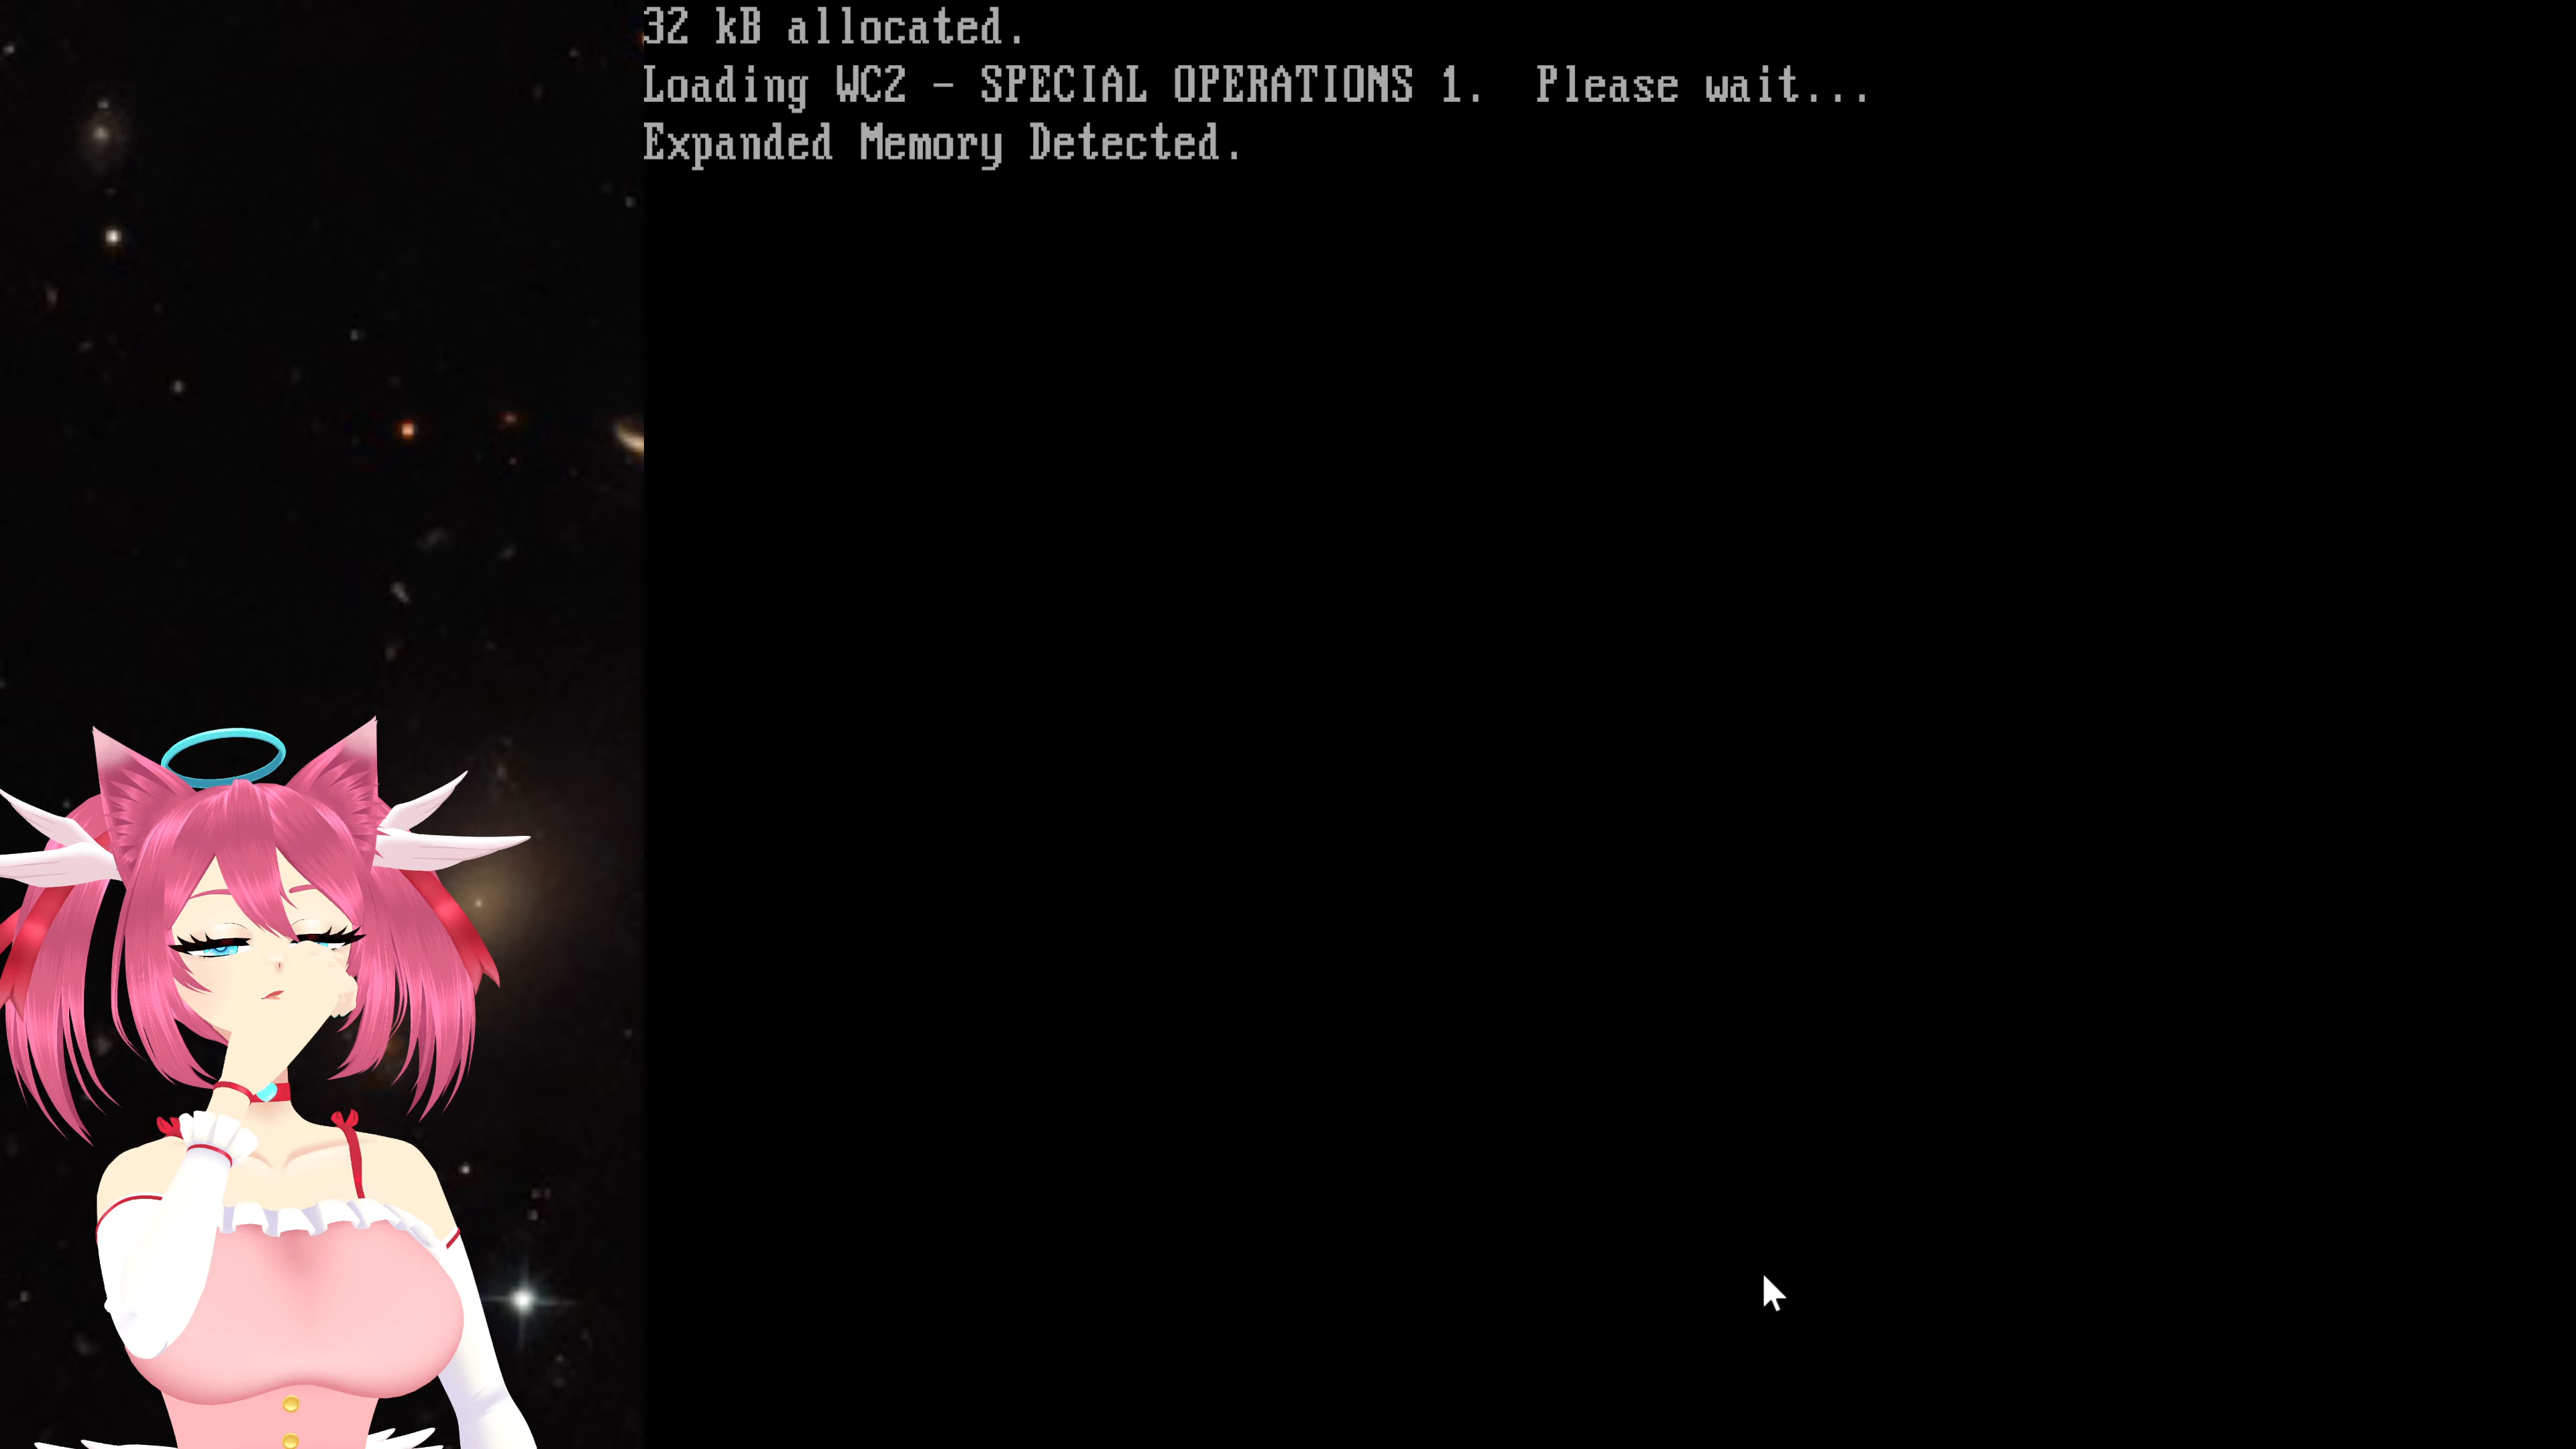 32 kB allocated.
Loading WC2 - SPECIAL OPERATIONS 1.  Please wait...
Expanded Memory Detected.